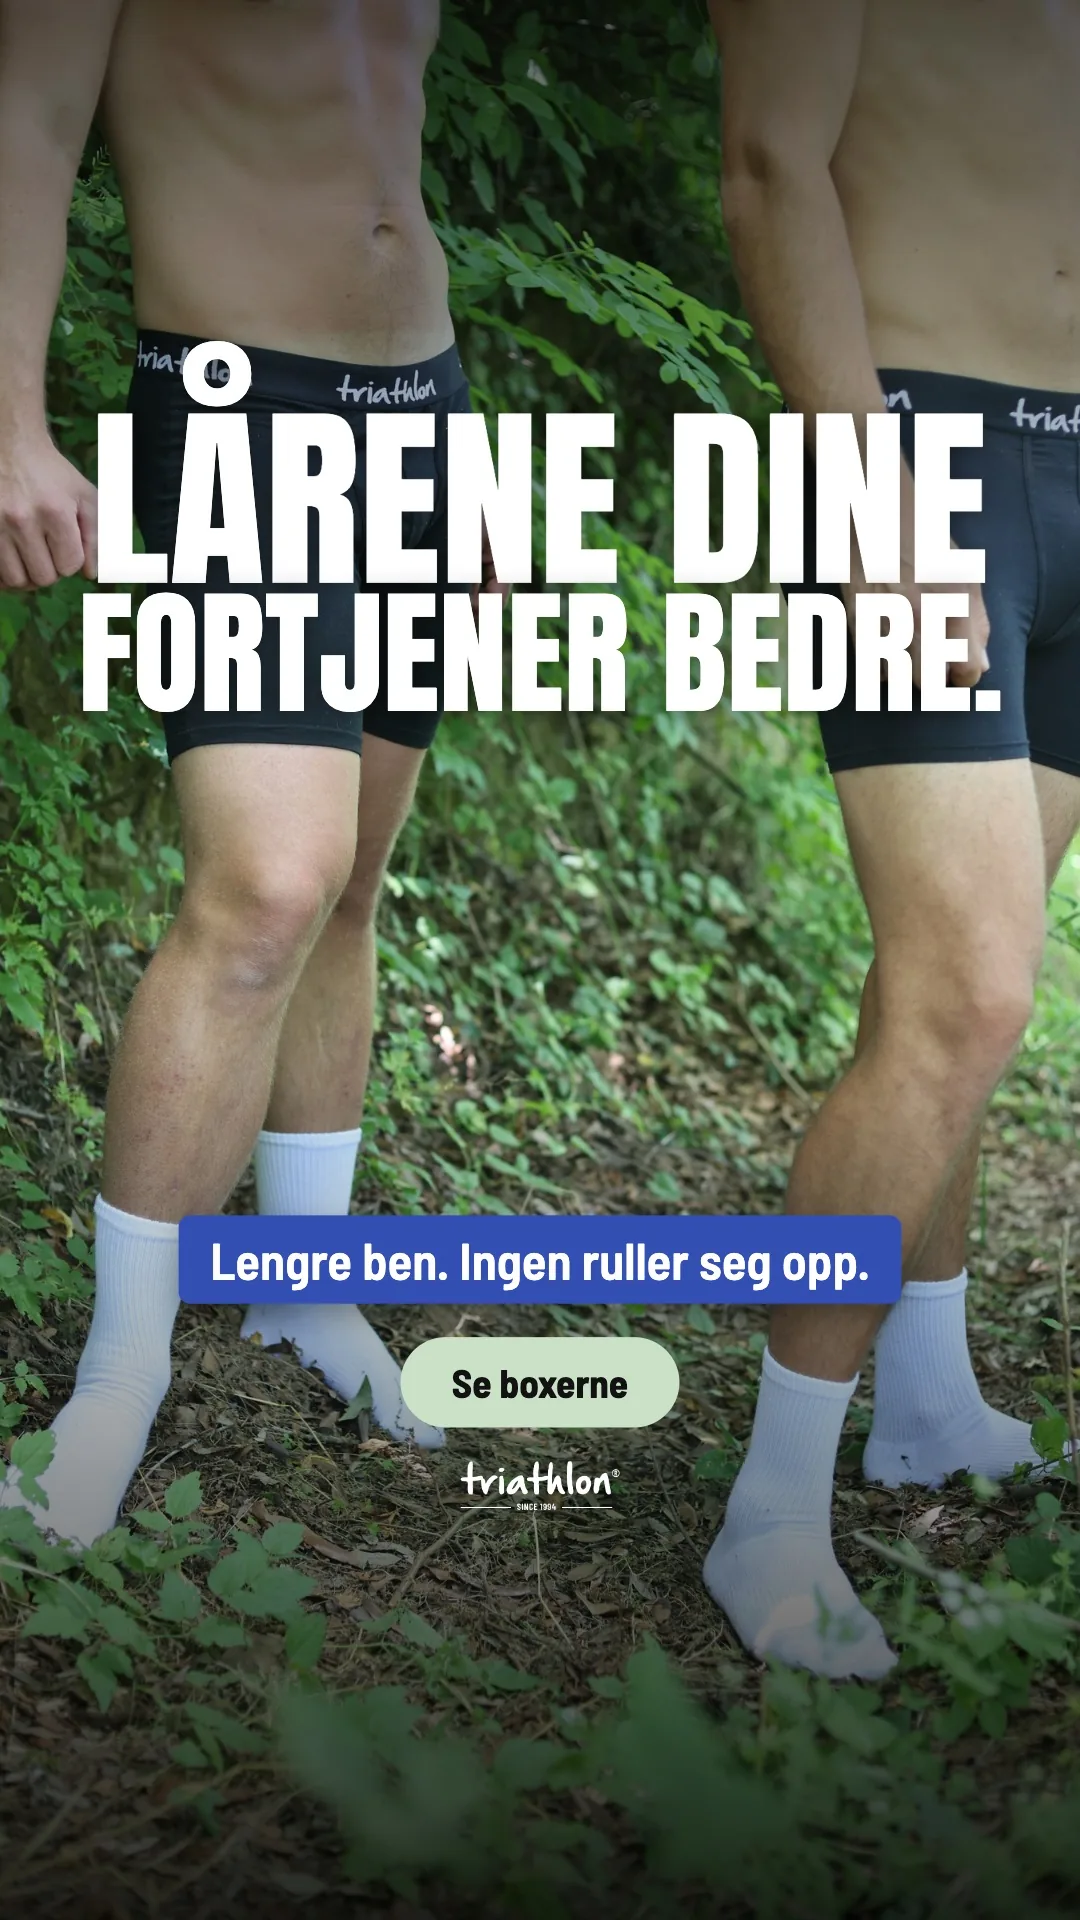 triathlon
triathlon
LÅRENE DINE
FORTJENER BEDRE.
Lengre ben. Ingen ruller seg opp.
Se boxerne
triathlon®
SINCE 1994